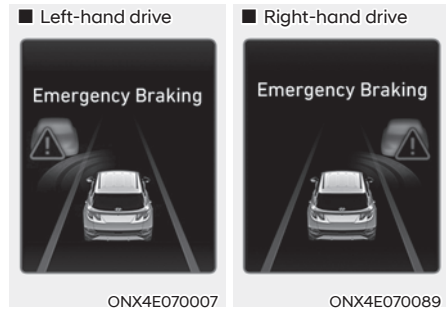 ■ Left-hand drive
Emergency Braking
ONX4E070007
■ Right-hand drive
Emergency Braking
ONX4E070089